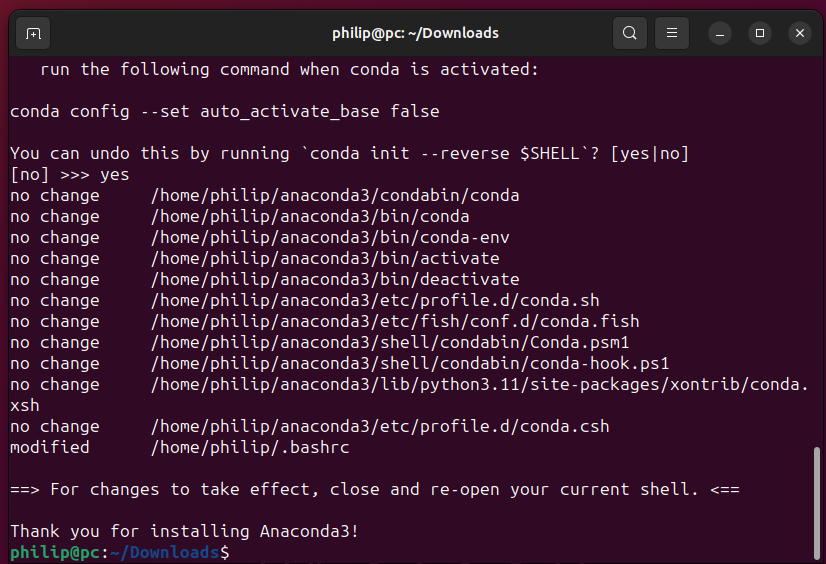 philip@pc: ~/Downloads
run the following command when conda is activated:
conda config --set auto_activate_base false
You can undo this by running `conda init --reverse $SHELL`? [yes|no]
[no] >>> yes
no change     /home/philip/anaconda3/condabin/conda
no change     /home/philip/anaconda3/bin/conda
no change     /home/philip/anaconda3/bin/conda-env
no change     /home/philip/anaconda3/bin/activate
no change     /home/philip/anaconda3/bin/deactivate
no change     /home/philip/anaconda3/etc/profile.d/conda.sh
no change     /home/philip/anaconda3/etc/fish/conf.d/conda.fish
no change     /home/philip/anaconda3/shell/condabin/Conda.psm1
no change     /home/philip/anaconda3/shell/condabin/conda-hook.ps1
no change     /home/philip/anaconda3/lib/python3.11/site-packages/xontrib/conda.
xsh
no change     /home/philip/anaconda3/etc/profile.d/conda.csh
modified      /home/philip/.bashrc
==> For changes to take effect, close and re-open your current shell. <==
Thank you for installing Anaconda3!
philip@pc:~/Downloads$